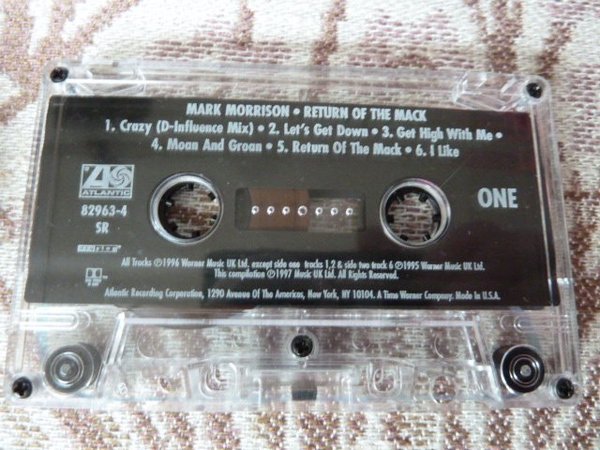 MARK MORRISON • RETURN OF THE MACK
1. Crazy (D-Influence Mix) • 2. Let's Get Down • 3. Get High With Me •
4. Moan And Groan • 5. Return Of The Mack • 6. I Like
ATLANTIC
82963-4
SR
ONE
All Tracks ℗1996 Warner Music UK Ltd. except side one tracks 1,2 & side two track 6 ℗1995 Warner Music UK Ltd.
This compilation ℗1997 Music UK Ltd. All Rights Reserved.
Atlantic Recording Corporation, 1290 Avenue Of The Americas, New York, NY 10104. A Time Warner Company. Made in U.S.A.